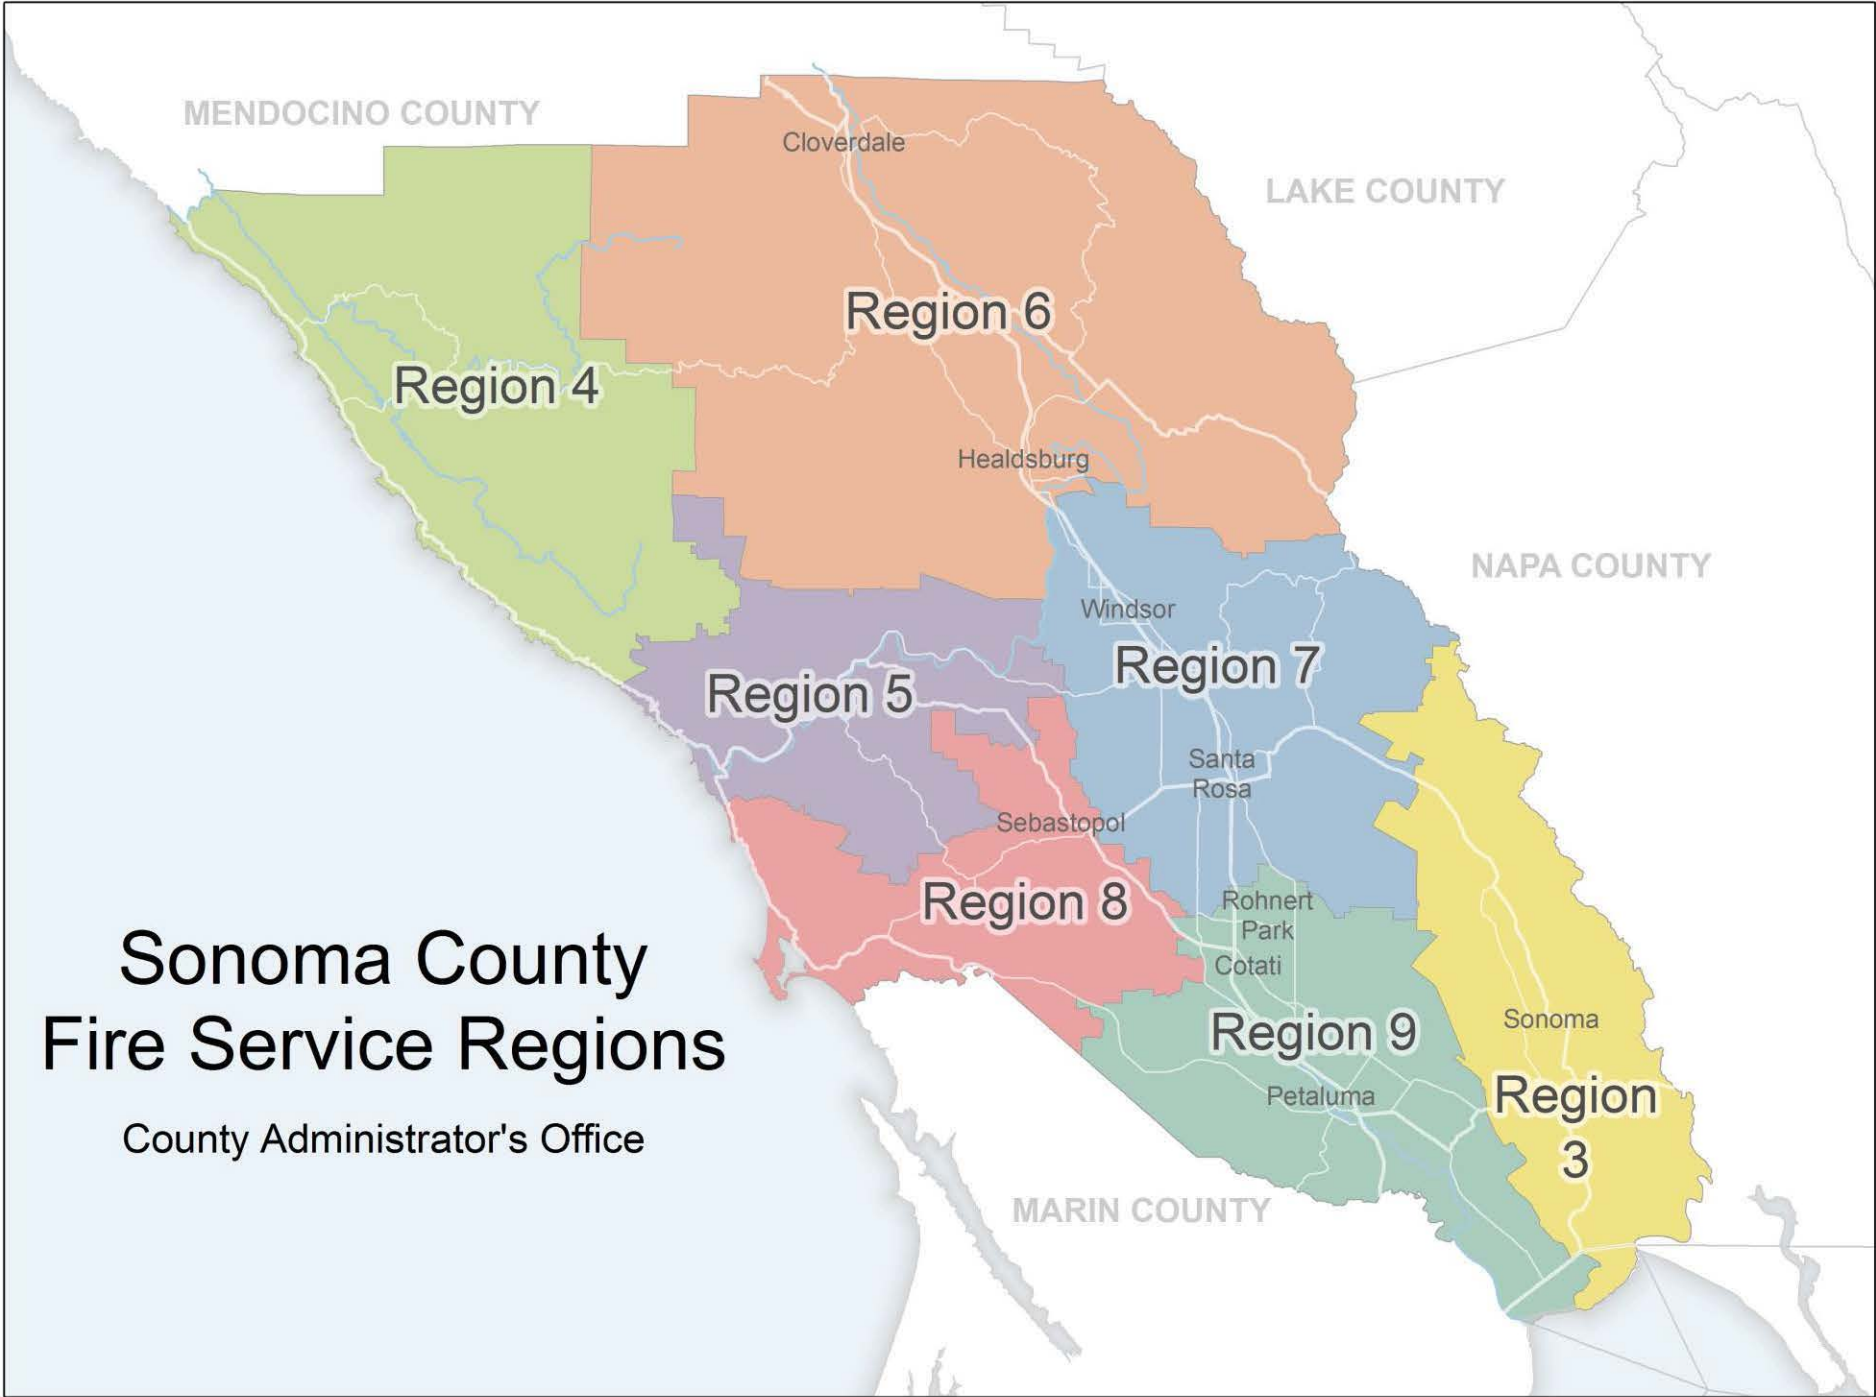 MENDOCINO COUNTY
Cloverdale
LAKE COUNTY
Region 6
Region 4
Healdsburg
NAPA COUNTY
Windsor
Region 7
Region 5
Santa
Rosa
Sebastopol
Region 8
Rohnert
Park
Cotati
Sonoma County
Fire Service Regions
County Administrator's Office
Sonoma
Region 9
Petaluma
Region
3
MARIN COUNTY